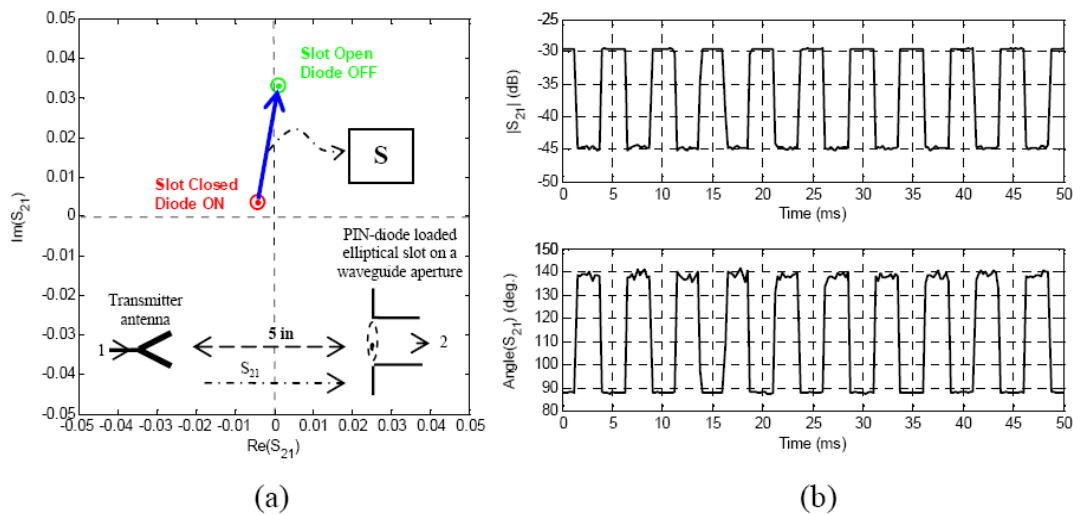 0.05
0.04
0.03
0.02
0.01
0
-0.01
-0.02
-0.03
-0.04
-0.05
Im(S21)
Slot Open
Diode OFF
S
Slot Closed
Diode ON
PIN-diode loaded
elliptical slot on a
waveguide aperture
Transmitter
antenna
1
5 in
2
S21
-0.05 -0.04 -0.03 -0.02 -0.01 0 0.01 0.02 0.03 0.04 0.05
Re(S21)
(a)
-25
-30
-35
-40
-45
-50
|S21| (dB)
0 5 10 15 20 25 30 35 40 45 50
Time (ms)
150
140
130
120
110
100
90
80
Angle(S21) (deg.)
0 5 10 15 20 25 30 35 40 45 50
Time (ms)
(b)